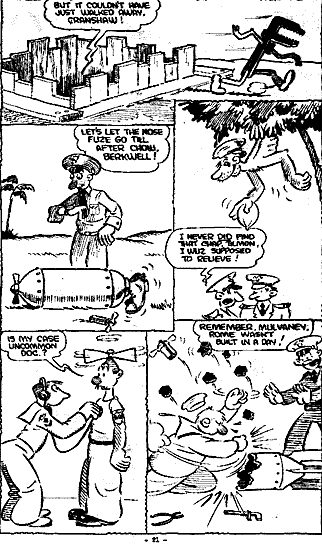 BUT IT COULDN'T HAVE
JUST WALKED AWAY,
CRANSHAW!
LET'S LET THE NOSE
FUZE GO TILL
AFTER CHOW,
BERKWELL!
I NEVER DID FIND
THAT CHAP, TILMON,
I WUZ SUPPOSED
TO RELIEVE!
IS MY CASE
UNCOMMON
DOC?
REMEMBER, MULVANEY,
ROME WASN'T
BUILT IN A DAY!
- 21 -